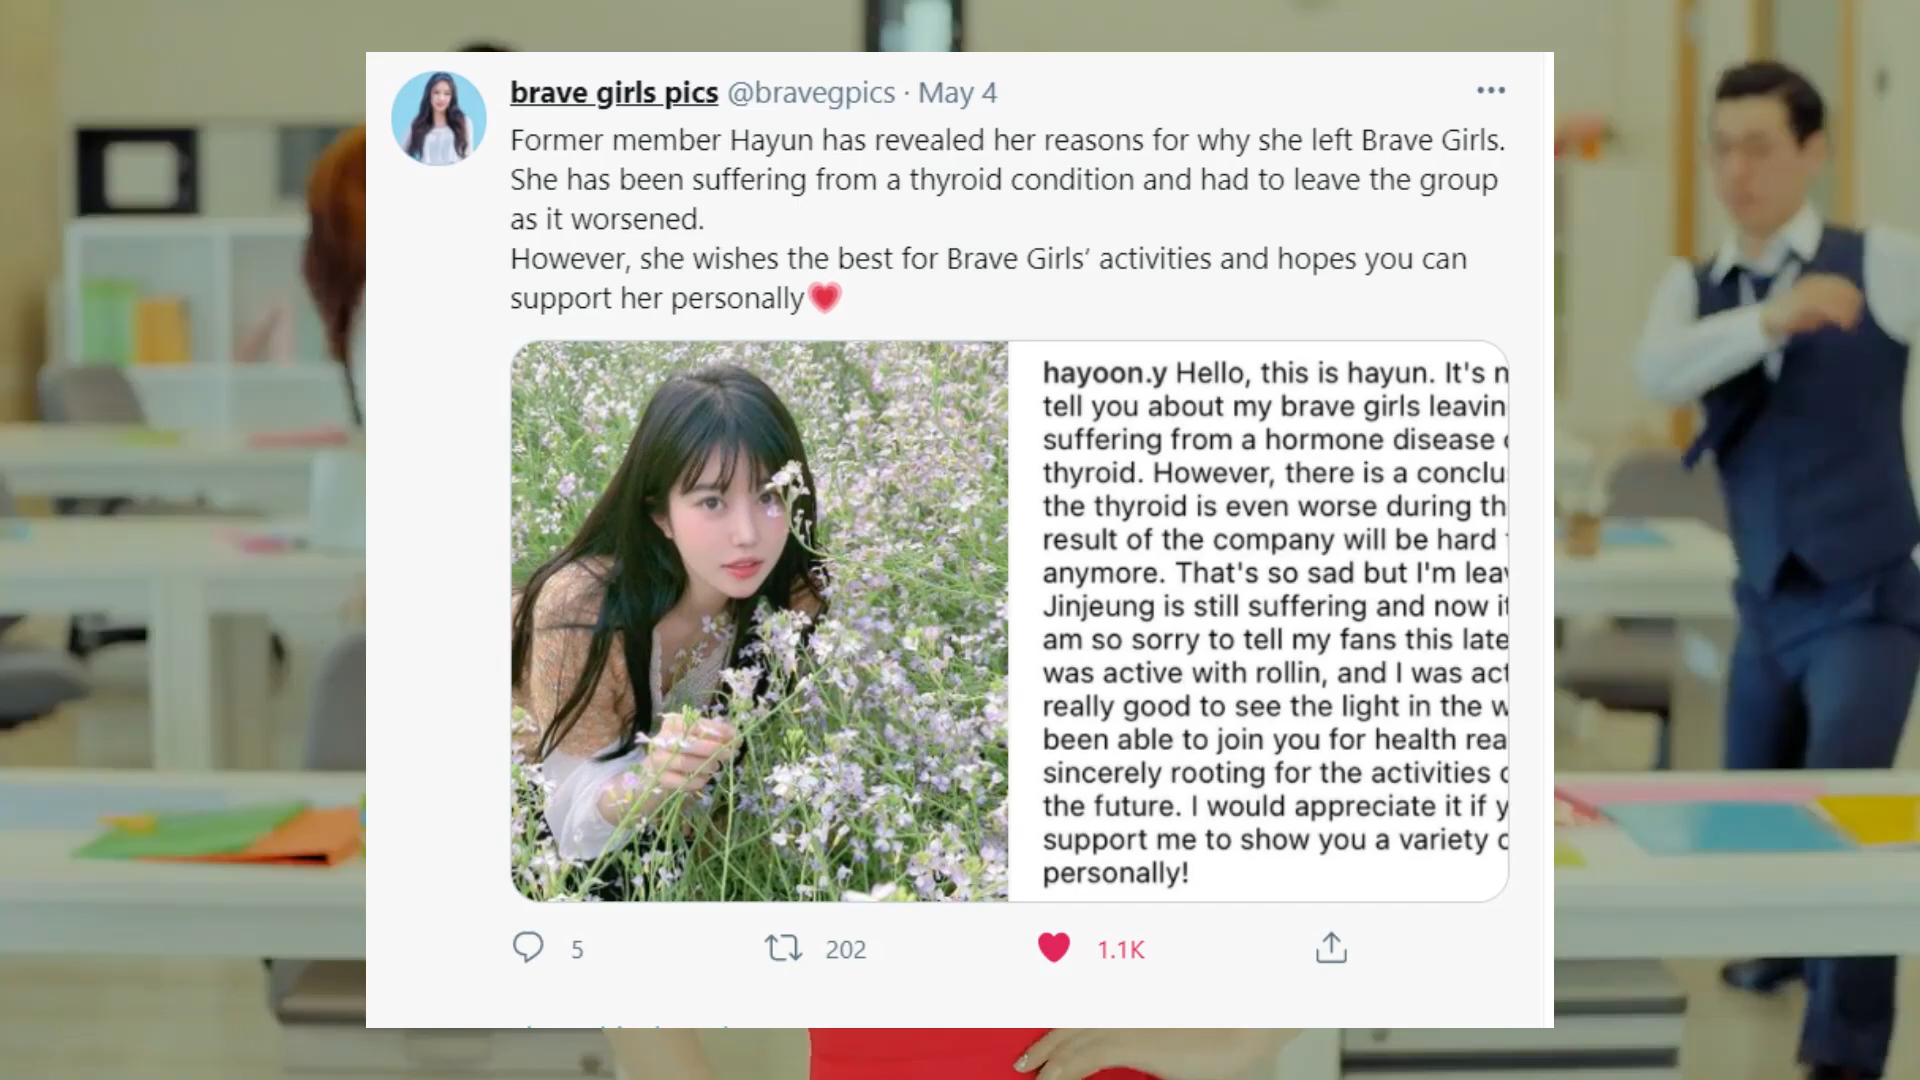 brave girls pics @bravegpics · May 4
Former member Hayun has revealed her reasons for why she left Brave Girls.
She has been suffering from a thyroid condition and had to leave the group
as it worsened.
However, she wishes the best for Brave Girls’ activities and hopes you can
support her personally💗
hayoon.y Hello, this is hayun. It's
tell you about my brave girls
suffering from a hormone disease
thyroid. However, there is a
the thyroid is even worse during
result of the company will be hard
anymore. That's so sad but I'm
Jinjeung is still suffering and now
am so sorry to tell my fans this late
was active with rollin, and I was
really good to see the light in the
been able to join you for health
sincerely rooting for the activities
the future. I would appreciate it if
support me to show you a variety
personally!
5 202 1.1K